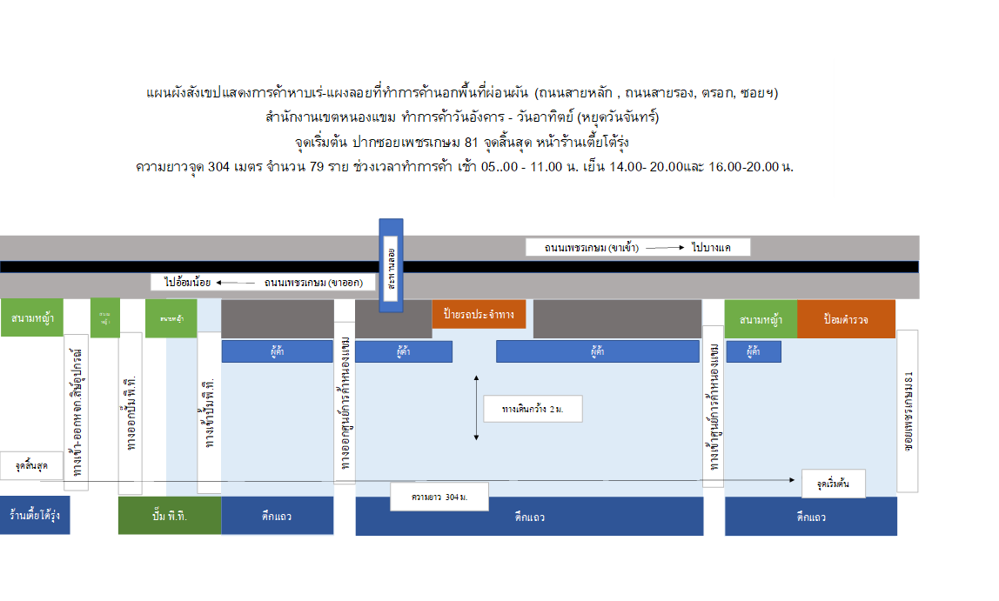 แผนผังสังเขปแสดงการค้าหาบเร่-แผงลอยที่ทำการค้านอกพื้นที่ผ่อนผัน (ถนนสายหลัก , ถนนสายรอง, ตรอก, ซอยฯ)
สำนักงานเขตหนองแขม ทำการค้าวันอังคาร - วันอาทิตย์ (หยุดวันจันทร์)
จุดเริ่มต้น ปากซอยเพชรเกษม 81 จุดสิ้นสุด หน้าร้านเตี้ยโต้รุ่ง
ความยาวจุด 304 เมตร จำนวน 79 ราย ช่วงเวลาทำการค้า เช้า 05..00 - 11.00 น. เย็น 14.00- 20.00และ 16.00-20.00 น.
สะพานลอย
ถนนเพชรเกษม (ขาเข้า)
ไปบางแค
ไปอ้อมน้อย
ถนนเพชรเกษม (ขาออก)
สนามหญ้า
สนามหญ้า
ป้ายรถประจำทาง
สนามหญ้า
ป้อมตำรวจ
ผู้ค้า
ผู้ค้า
ผู้ค้า
ผู้ค้า
ทางเข้า-ออกหจก.สิษ์อุปกรณ์
ทางออกปั๊ม พี.ที.
ทางเข้าปั๊ม พี.ที.
ทางออกศูนย์การค้าหนองแขม
ทางเดินกว้าง 2 ม.
ทางเข้าศูนย์การค้าหนองแขม
ซอยเพชรเกษม 81
จุดสิ้นสุด
จุดเริ่มต้น
ความยาว 304 ม.
ร้านเตี้ยโต้รุ่ง
ปั๊ม พี.ที.
ตึกแถว
ตึกแถว
ตึกแถว